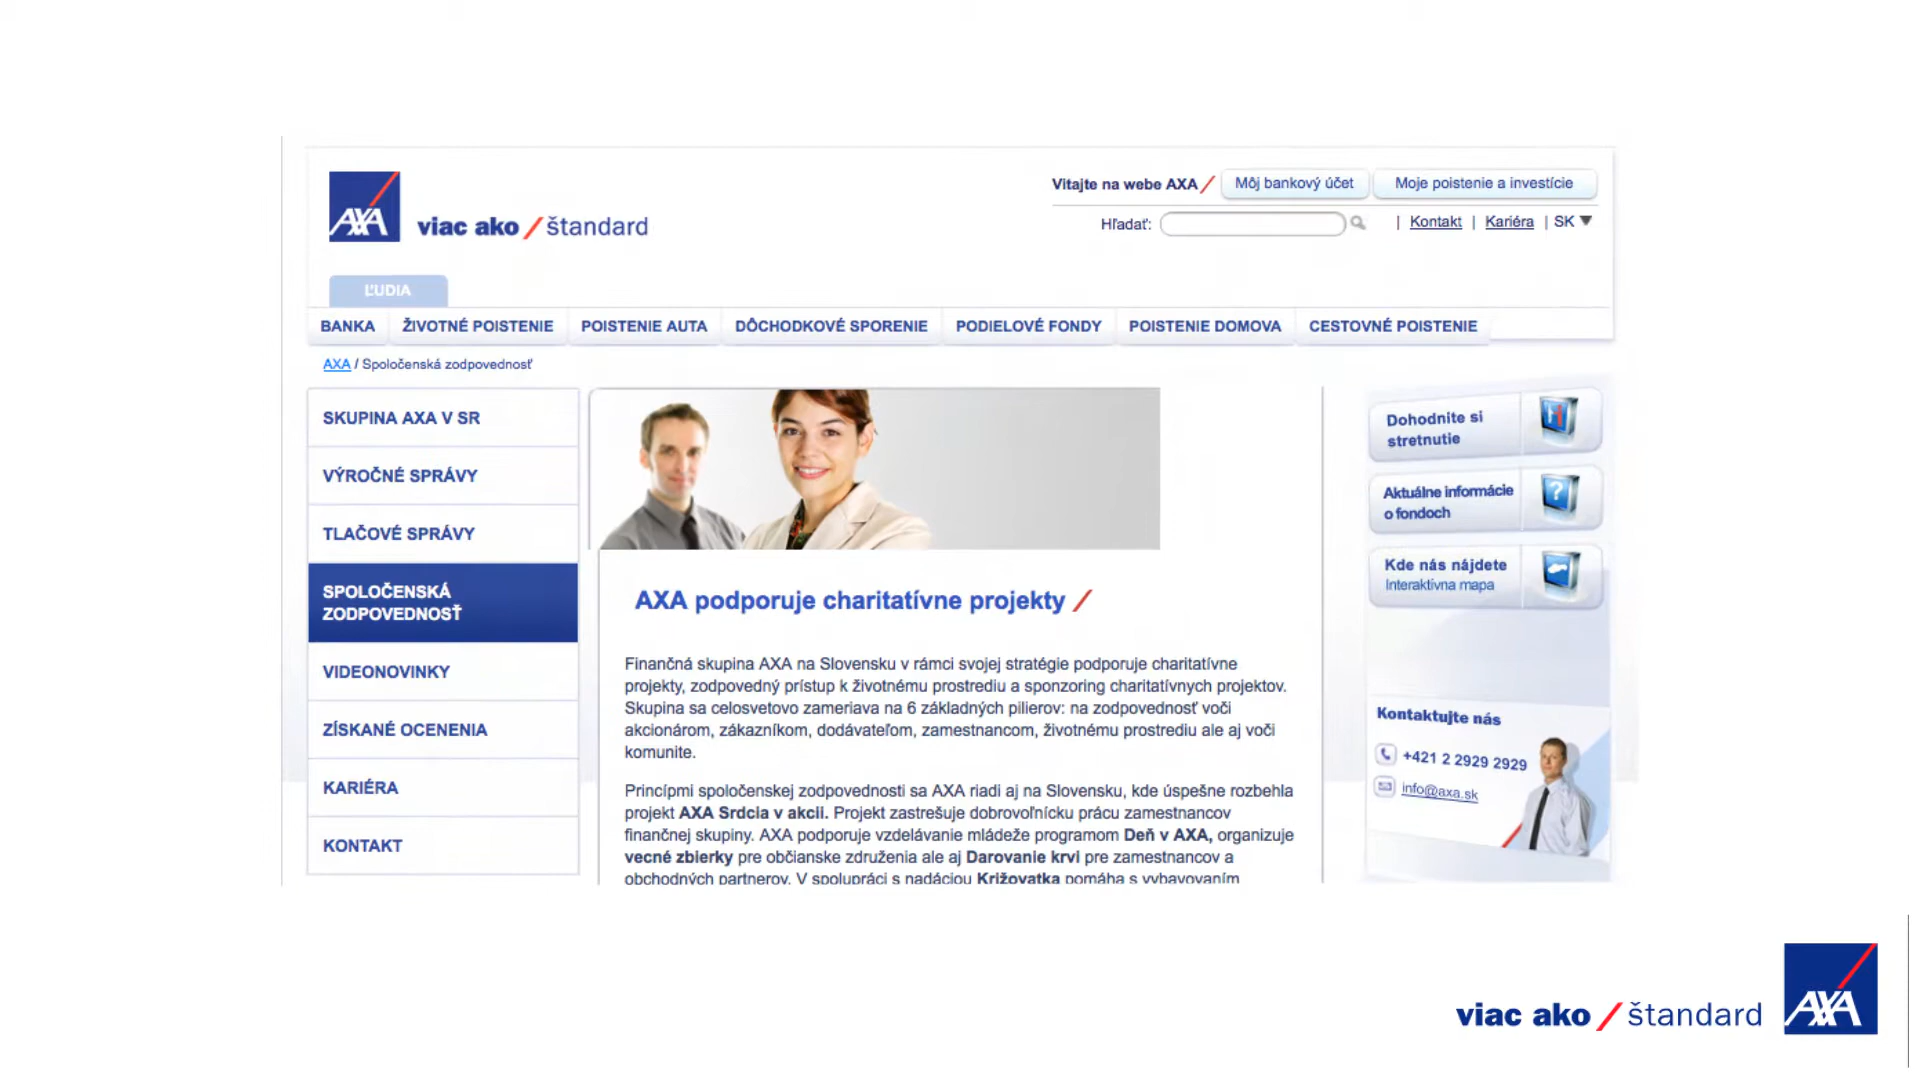 AXA
viac ako / štandard
Vitajte na webe AXA /
Môj bankový účet
Moje poistenie a investície
Hľadať:
| Kontakt | Kariéra | SK
ĽUDIA
BANKA
ŽIVOTNÉ POISTENIE
POISTENIE AUTA
DÔCHODKOVÉ SPORENIE
PODIELOVÉ FONDY
POISTENIE DOMOVA
CESTOVNÉ POISTENIE
AXA / Spoločenská zodpovednosť
SKUPINA AXA V SR
VÝROČNÉ SPRÁVY
TLAČOVÉ SPRÁVY
SPOLOČENSKÁ
ZODPOVEDNOSŤ
VIDEONOVINKY
ZÍSKANÉ OCENENIA
KARIÉRA
KONTAKT
AXA podporuje charitatívne projekty /
Finančná skupina AXA na Slovensku v rámci svojej stratégie podporuje charitatívne
projekty, zodpovedný prístup k životnému prostrediu a sponzoring charitatívnych projektov.
Skupina sa celosvetovo zameriava na 6 základných pilierov: na zodpovednosť voči
akcionárom, zákazníkom, dodávateľom, zamestnancom, životnému prostrediu ale aj voči
komunite.
Princípmi spoločenskej zodpovednosti sa AXA riadi aj na Slovensku, kde úspešne rozbehla
projekt AXA Srdcia v akcii. Projekt zastrešuje dobrovoľnícku prácu zamestnancov
finančnej skupiny. AXA podporuje vzdelávanie mládeže programom Deň v AXA, organizuje
vecné zbierky pre občianske združenia ale aj Darovanie krvi pre zamestnancov a
obchodných partnerov. V spolupráci s nadáciou Križovatka pomáha s vybavovaním
Dohodnite si
stretnutie
Aktuálne informácie
o fondoch
Kde nás nájdete
Interaktívna mapa
Kontaktujte nás
+421 2 2929 2929
info@axa.sk
viac ako / štandard
AXA